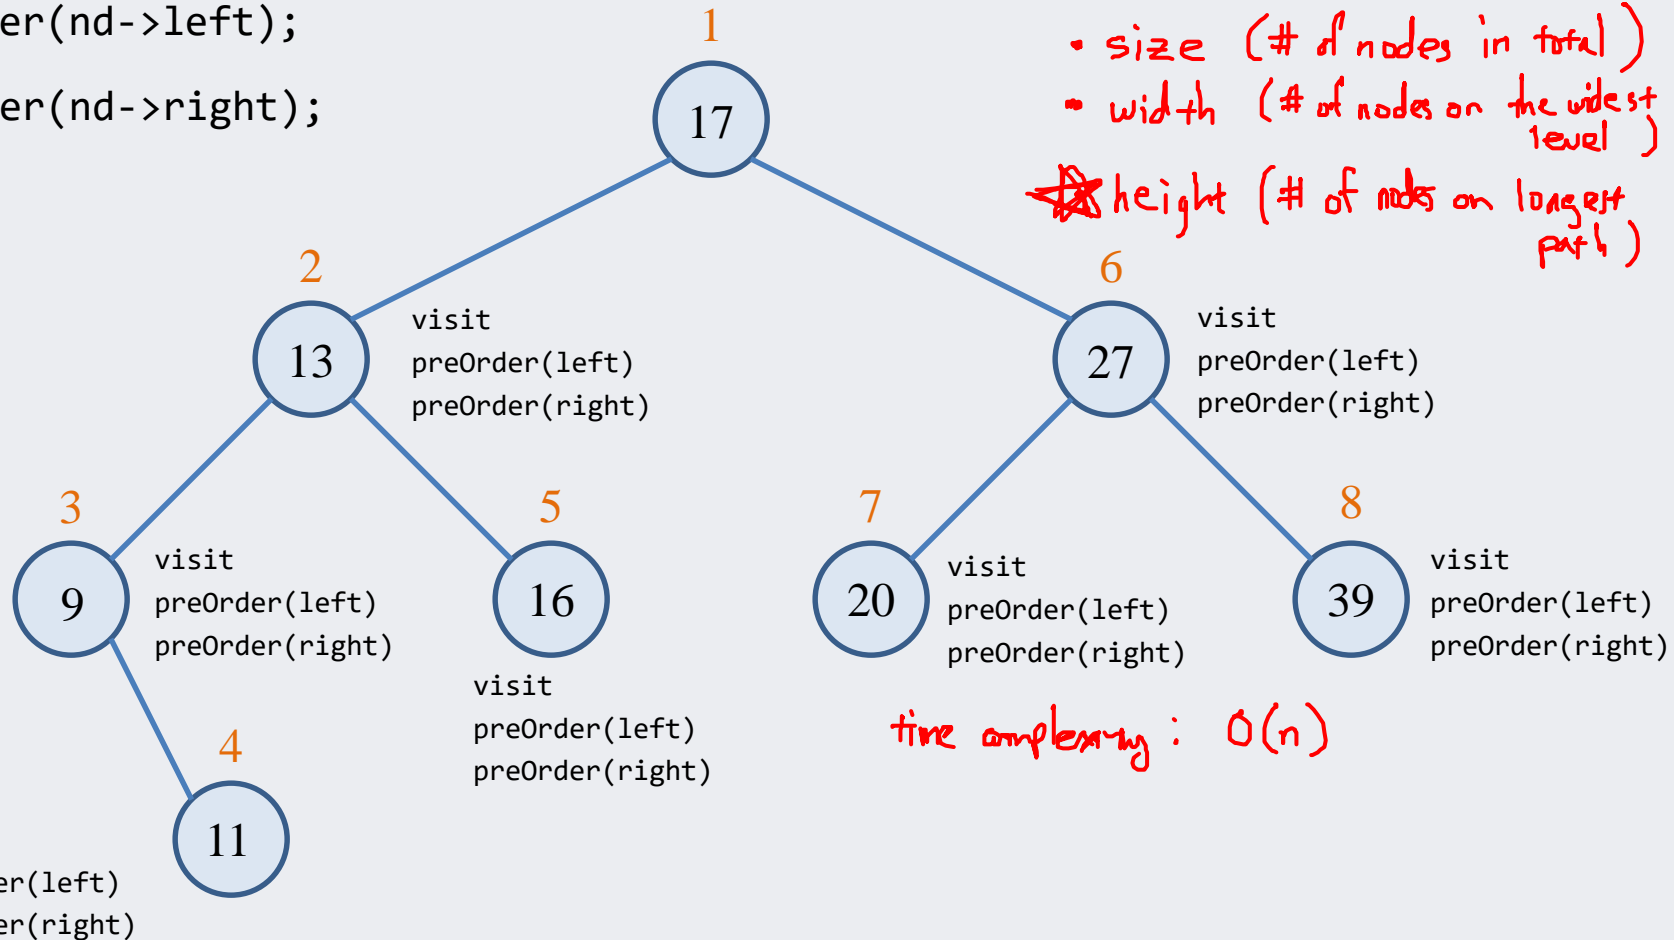 er(nd->left);
er(nd->right);
• size (# of nodes in total)
• width (# of nodes on the widest
level)
height (# of nodes on longest
path)
1
17
2
13
visit
preOrder(left)
preOrder(right)
6
27
visit
preOrder(left)
preOrder(right)
3
9
visit
preOrder(left)
preOrder(right)
5
16
visit
preOrder(left)
preOrder(right)
7
20
visit
preOrder(left)
preOrder(right)
8
39
visit
preOrder(left)
preOrder(right)
time complexity: O(n)
4
11
er(left)
er(right)